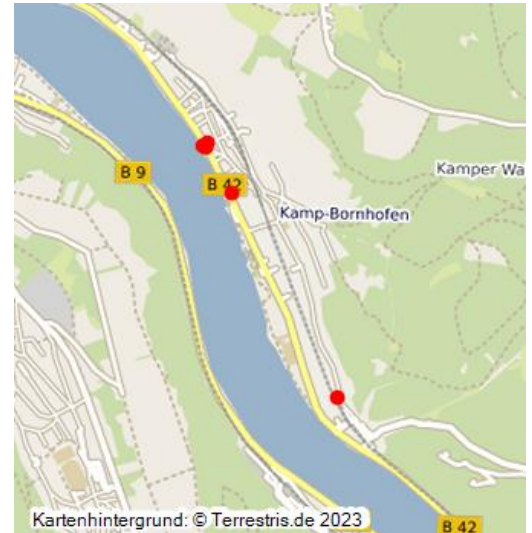 B 9
Kamper Wa
B 42
Kamp-Bornhofen
Kartenhintergrund: © Terrestris.de 2023
B 42